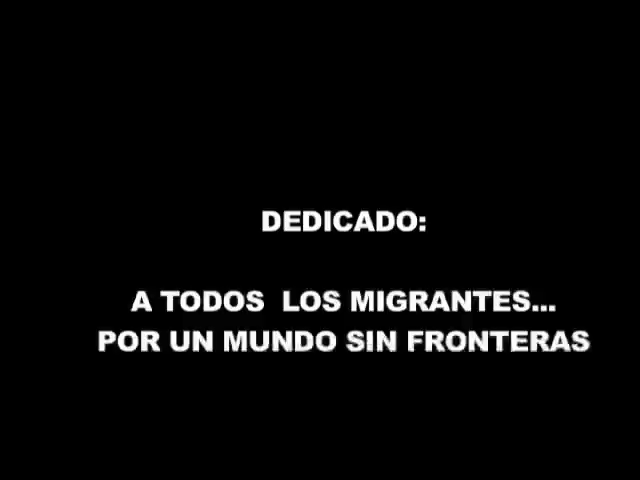 DEDICADO:
A TODOS LOS MIGRANTES...
POR UN MUNDO SIN FRONTERAS